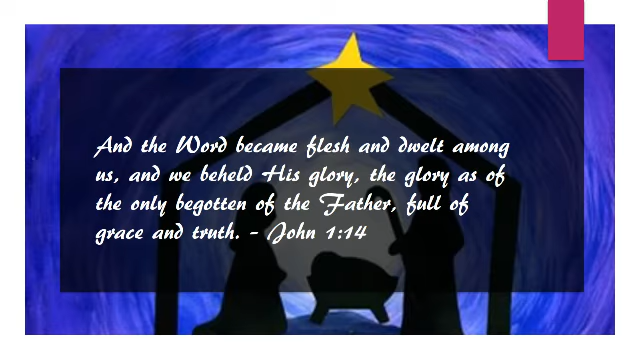 And the Word became flesh and dwelt among
us, and we beheld His glory, the glory as of
the only begotten of the Father, full of
grace and truth. - John 1:14